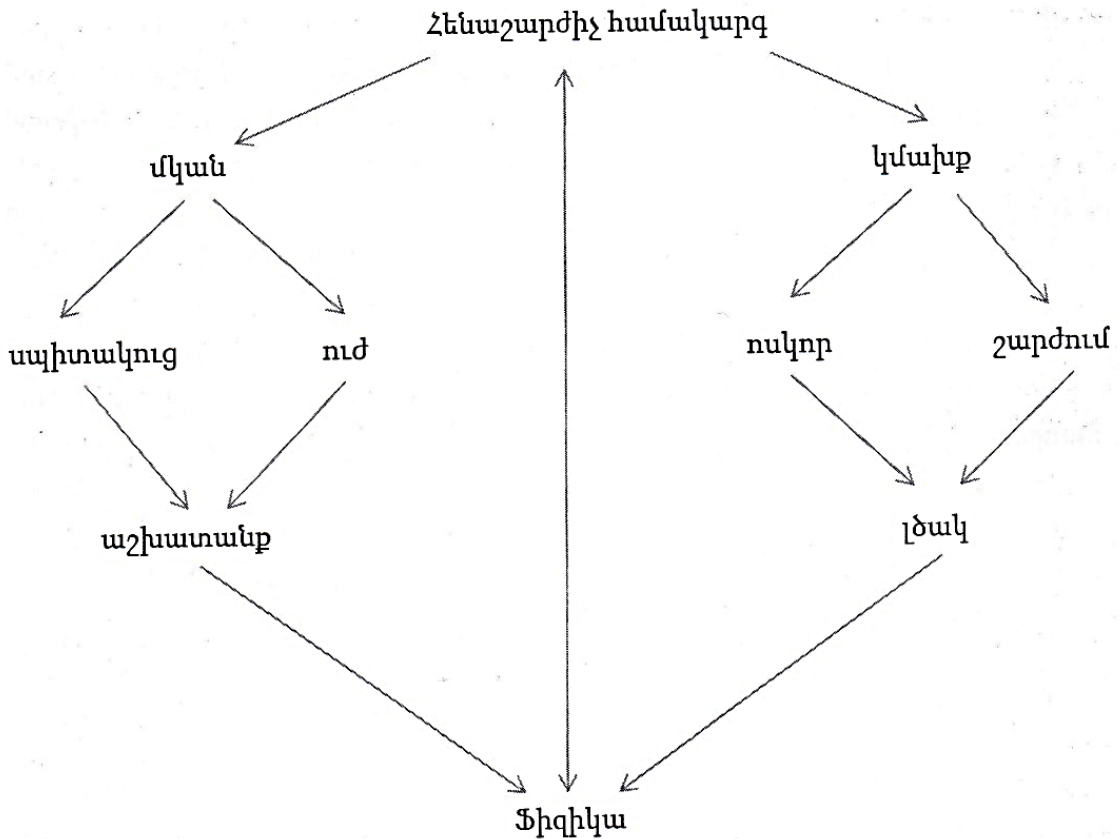 Հենաշարժիչ համակարգ
մկան
կմախք
սպիտակուց
ուժ
ոսկոր
շարժում
աշխատանք
լծակ
Ֆիզիկա